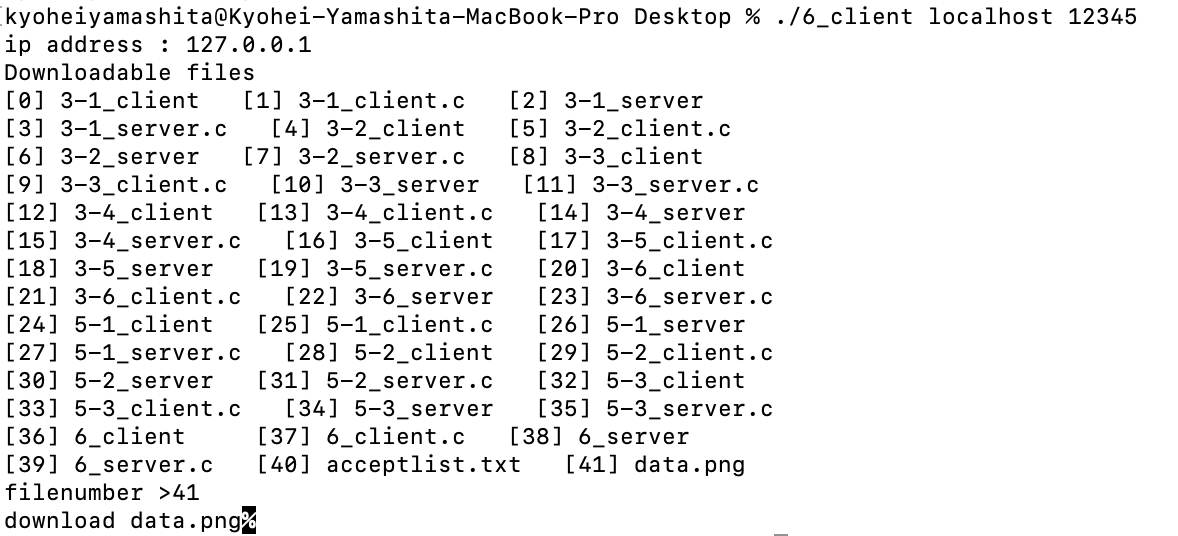 [kyoheiyamashita@Kyohei-Yamashita-MacBook-Pro Desktop % ./6_client localhost 12345
ip address : 127.0.0.1
Downloadable files
[0] 3-1_client   [1] 3-1_client.c   [2] 3-1_server
[3] 3-1_server.c   [4] 3-2_client   [5] 3-2_client.c
[6] 3-2_server   [7] 3-2_server.c   [8] 3-3_client
[9] 3-3_client.c   [10] 3-3_server   [11] 3-3_server.c
[12] 3-4_client   [13] 3-4_client.c   [14] 3-4_server
[15] 3-4_server.c   [16] 3-5_client   [17] 3-5_client.c
[18] 3-5_server   [19] 3-5_server.c   [20] 3-6_client
[21] 3-6_client.c   [22] 3-6_server   [23] 3-6_server.c
[24] 5-1_client   [25] 5-1_client.c   [26] 5-1_server
[27] 5-1_server.c   [28] 5-2_client   [29] 5-2_client.c
[30] 5-2_server   [31] 5-2_server.c   [32] 5-3_client
[33] 5-3_client.c   [34] 5-3_server   [35] 5-3_server.c
[36] 6_client     [37] 6_client.c   [38] 6_server
[39] 6_server.c   [40] acceptlist.txt   [41] data.png
filenumber >41
download data.png%